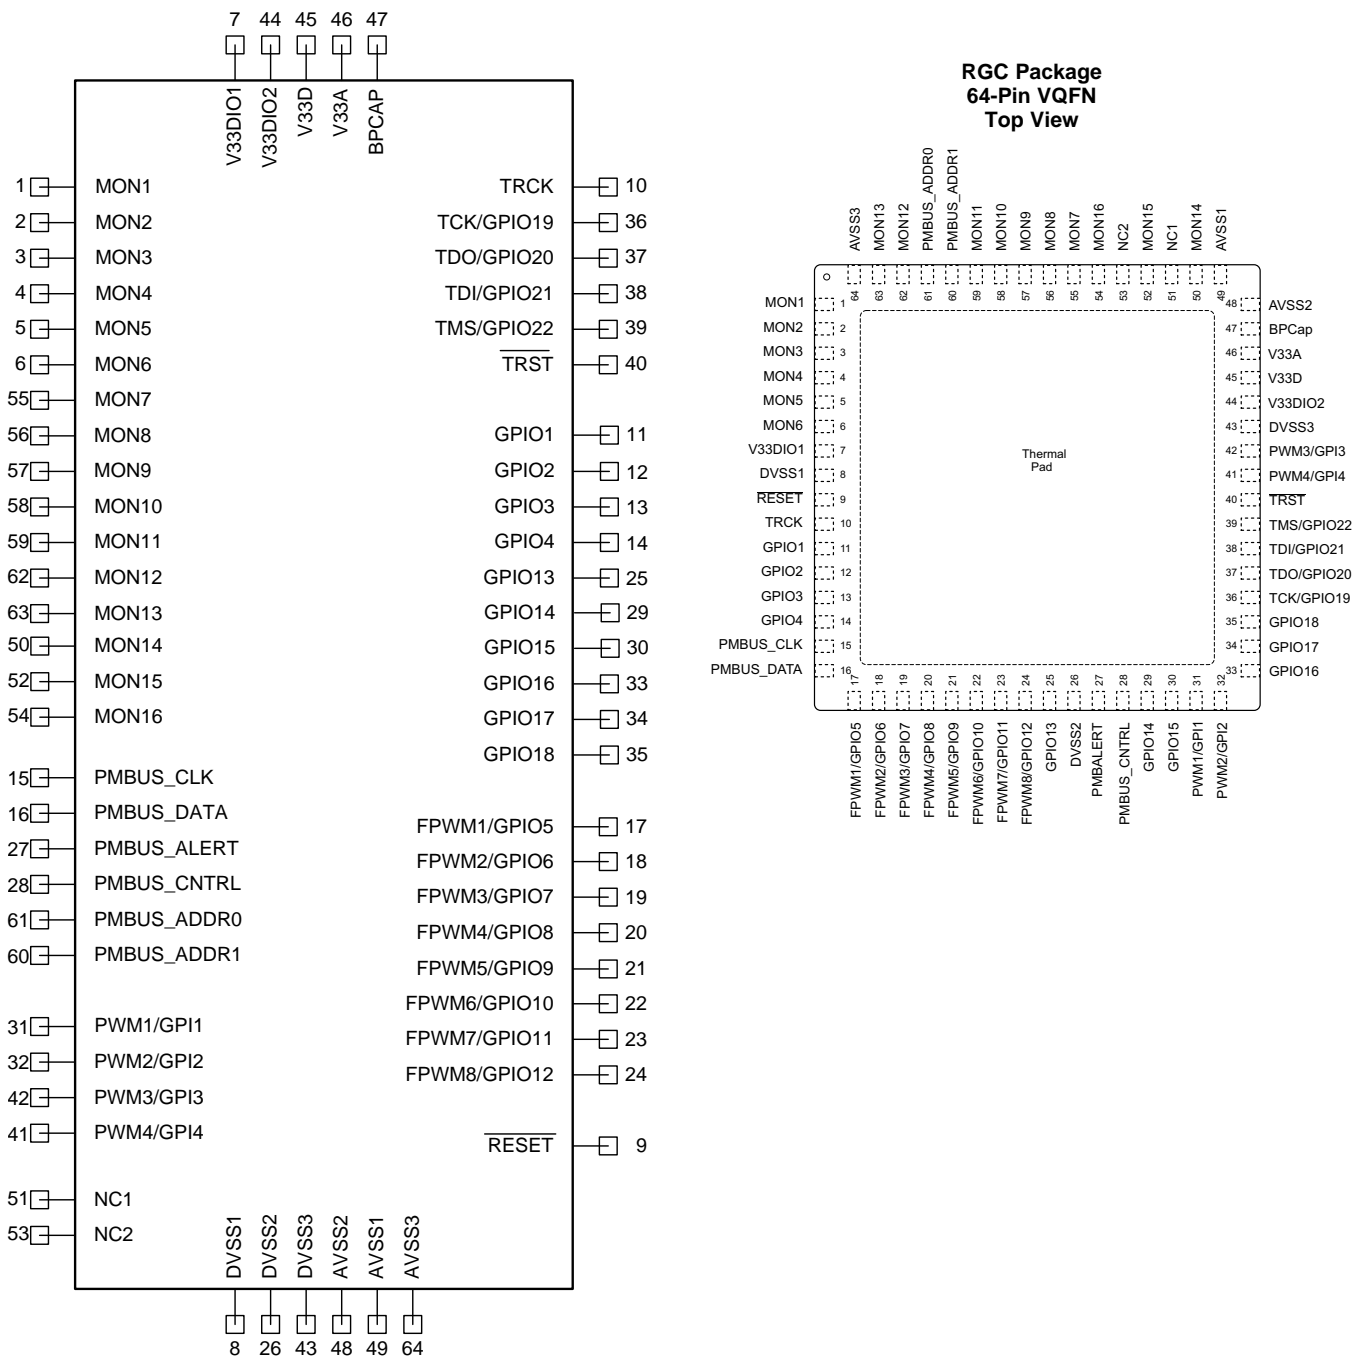 7 44 45 46 47
V33DIO1
V33DIO2
V33D
V33A
BPCAP
1 MON1
2 MON2
3 MON3
4 MON4
5 MON5
6 MON6
55 MON7
56 MON8
57 MON9
58 MON10
59 MON11
62 MON12
63 MON13
50 MON14
52 MON15
54 MON16
15 PMBUS_CLK
16 PMBUS_DATA
27 PMBUS_ALERT
28 PMBUS_CNTRL
61 PMBUS_ADDR0
60 PMBUS_ADDR1
31 PWM1/GPI1
32 PWM2/GPI2
42 PWM3/GPI3
41 PWM4/GPI4
51 NC1
53 NC2
TRCK 10
TCK/GPIO19 36
TDO/GPIO20 37
TDI/GPIO21 38
TMS/GPIO22 39
TRST 40
GPIO1 11
GPIO2 12
GPIO3 13
GPIO4 14
GPIO13 25
GPIO14 29
GPIO15 30
GPIO16 33
GPIO17 34
GPIO18 35
FPWM1/GPIO5 17
FPWM2/GPIO6 18
FPWM3/GPIO7 19
FPWM4/GPIO8 20
FPWM5/GPIO9 21
FPWM6/GPIO10 22
FPWM7/GPIO11 23
FPWM8/GPIO12 24
RESET 9
DVSS1
DVSS2
DVSS3
AVSS2
AVSS1
AVSS3
8 26 43 48 49 64
RGC Package
64-Pin VQFN
Top View
AVSS3
MON13
MON12
PMBUS_ADDR0
PMBUS_ADDR1
MON11
MON10
MON9
MON8
MON7
MON16
NC2
MON15
NC1
MON14
AVSS1
64 63 62 61 60 59 58 57 56 55 54 53 52 51 50 49
MON1 1
MON2 2
MON3 3
MON4 4
MON5 5
MON6 6
V33DIO1 7
DVSS1 8
RESET 9
TRCK 10
GPIO1 11
GPIO2 12
GPIO3 13
GPIO4 14
PMBUS_CLK 15
PMBUS_DATA 16
Thermal
Pad
48 AVSS2
47 BPCap
46 V33A
45 V33D
44 V33DIO2
43 DVSS3
42 PWM3/GPI3
41 PWM4/GPI4
40 TRST
39 TMS/GPIO22
38 TDI/GPIO21
37 TDO/GPIO20
36 TCK/GPIO19
35 GPIO18
34 GPIO17
33 GPIO16
17 18 19 20 21 22 23 24 25 26 27 28 29 30 31 32
FPWM1/GPIO5
FPWM2/GPIO6
FPWM3/GPIO7
FPWM4/GPIO8
FPWM5/GPIO9
FPWM6/GPIO10
FPWM7/GPIO11
FPWM8/GPIO12
GPIO13
DVSS2
PMBALERT
PMBUS_CNTRL
GPIO14
GPIO15
PWM1/GPI1
PWM2/GPI2